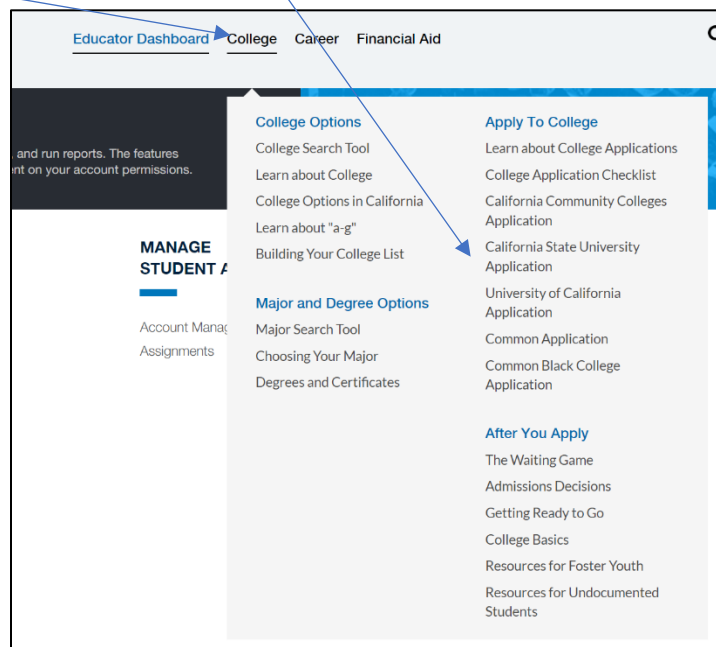 Educator Dashboard College Career Financial Aid
and run reports. The features
nt on your account permissions.
MANAGE
STUDENT
Account Manag
Assignments
College Options
College Search Tool
Learn about College
College Options in California
Learn about "a-g"
Building Your College List
Major and Degree Options
Major Search Tool
Choosing Your Major
Degrees and Certificates
Apply To College
Learn about College Applications
College Application Checklist
California Community Colleges
Application
California State University
Application
University of California
Application
Common Application
Common Black College
Application
After You Apply
The Waiting Game
Admissions Decisions
Getting Ready to Go
College Basics
Resources for Foster Youth
Resources for Undocumented
Students